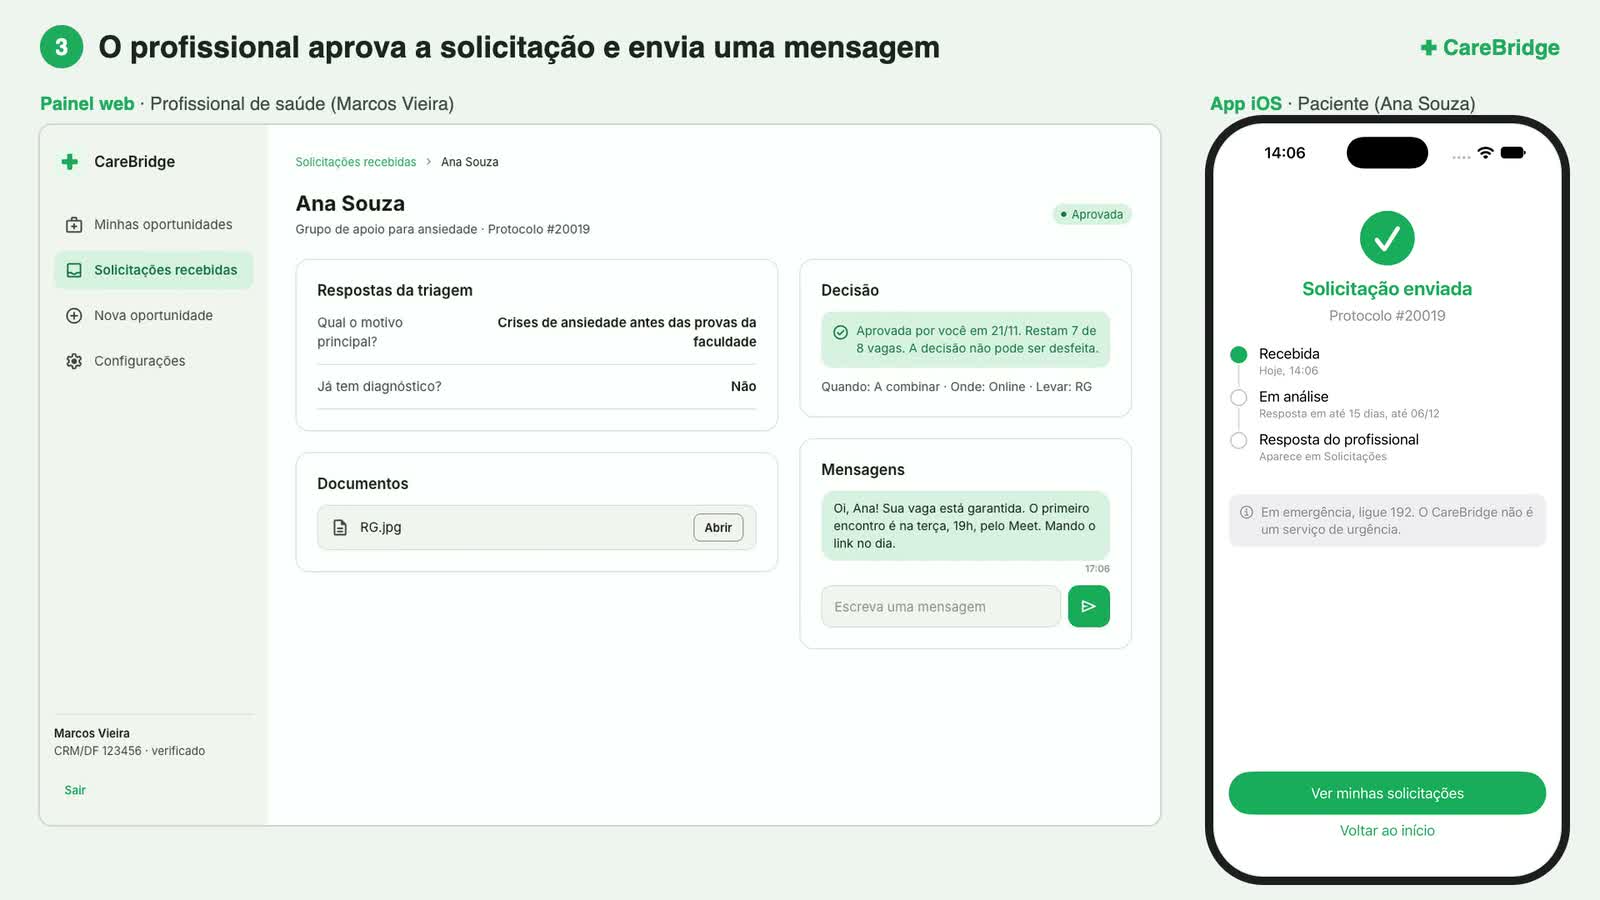 3 O profissional aprova a solicitação e envia uma mensagem
CareBridge
Painel web · Profissional de saúde (Marcos Vieira)
CareBridge
Minhas oportunidades
Solicitações recebidas
Nova oportunidade
Configurações
Marcos Vieira
CRM/DF 123456 · verificado
Sair
Solicitações recebidas > Ana Souza
Ana Souza
Grupo de apoio para ansiedade · Protocolo #20019
Aprovada
Respostas da triagem
Qual o motivo
principal?
Crises de ansiedade antes das provas da
faculdade
Já tem diagnóstico?
Não
Documentos
RG.jpg
Abrir
Decisão
Aprovada por você em 21/11. Restam 7 de
8 vagas. A decisão não pode ser desfeita.
Quando: A combinar · Onde: Online · Levar: RG
Mensagens
Oi, Ana! Sua vaga está garantida. O primeiro
encontro é na terça, 19h, pelo Meet. Mando o
link no dia.
17:06
Escreva uma mensagem
App iOS · Paciente (Ana Souza)
14:06
Solicitação enviada
Protocolo #20019
Recebida
Hoje, 14:06
Em análise
Resposta em até 15 dias, até 06/12
Resposta do profissional
Aparece em Solicitações
Em emergência, ligue 192. O CareBridge não é
um serviço de urgência.
Ver minhas solicitações
Voltar ao início